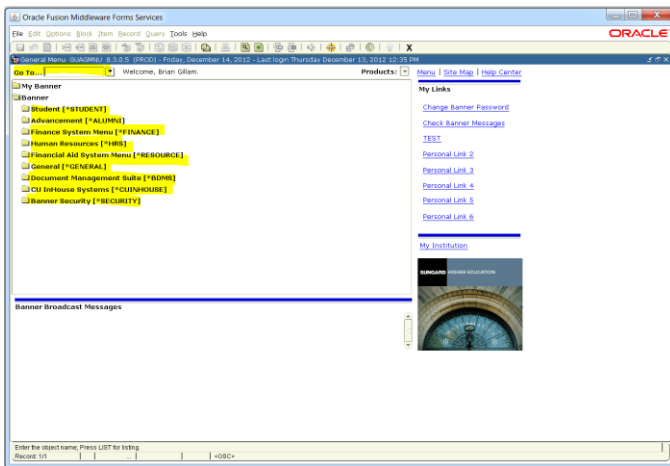 Oracle Fusion Middleware Forms Services
File Edit Options Block Item Record Query Tools Help
ORACLE
General Menu GUAGMNU 8.3.0.5 (PROD) - Friday, December 14, 2012 - Last login Thursday December 13, 2012 12:35 PM
Go To... Welcome, Brian Gillam. Products: Menu | Site Map | Help Center
My Banner
Banner
Student [*STUDENT]
Advancement [*ALUMNI]
Finance System Menu [*FINANCE]
Human Resources [*HRS]
Financial Aid System Menu [*RESOURCE]
General [*GENERAL]
Document Management Suite [*BDMS]
CU InHouse Systems [*CUINHOUSE]
Banner Security [*SECURITY]
My Links
Change Banner Password
Check Banner Messages
TEST
Personal Link 2
Personal Link 3
Personal Link 4
Personal Link 5
Personal Link 6
My Institution
SUNGARD HIGHER EDUCATION
Banner Broadcast Messages
Enter the object name; Press LIST for listing.
Record: 1/1 ... <OSC>